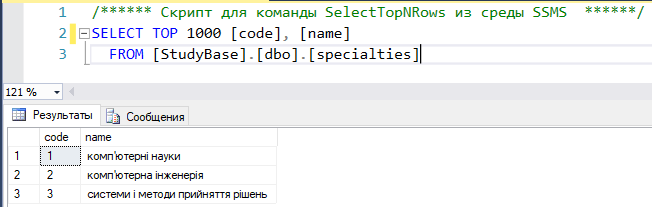 1 /****** Скрипт для команды SelectTopNRows из среды SSMS ******/
2 SELECT TOP 1000 [code], [name]
3 FROM [StudyBase].[dbo].[specialties]
121 %
Результаты Сообщения
code name
1 1 комп'ютерні науки
2 2 комп'ютерна інженерія
3 3 системи і методи прийняття рішень